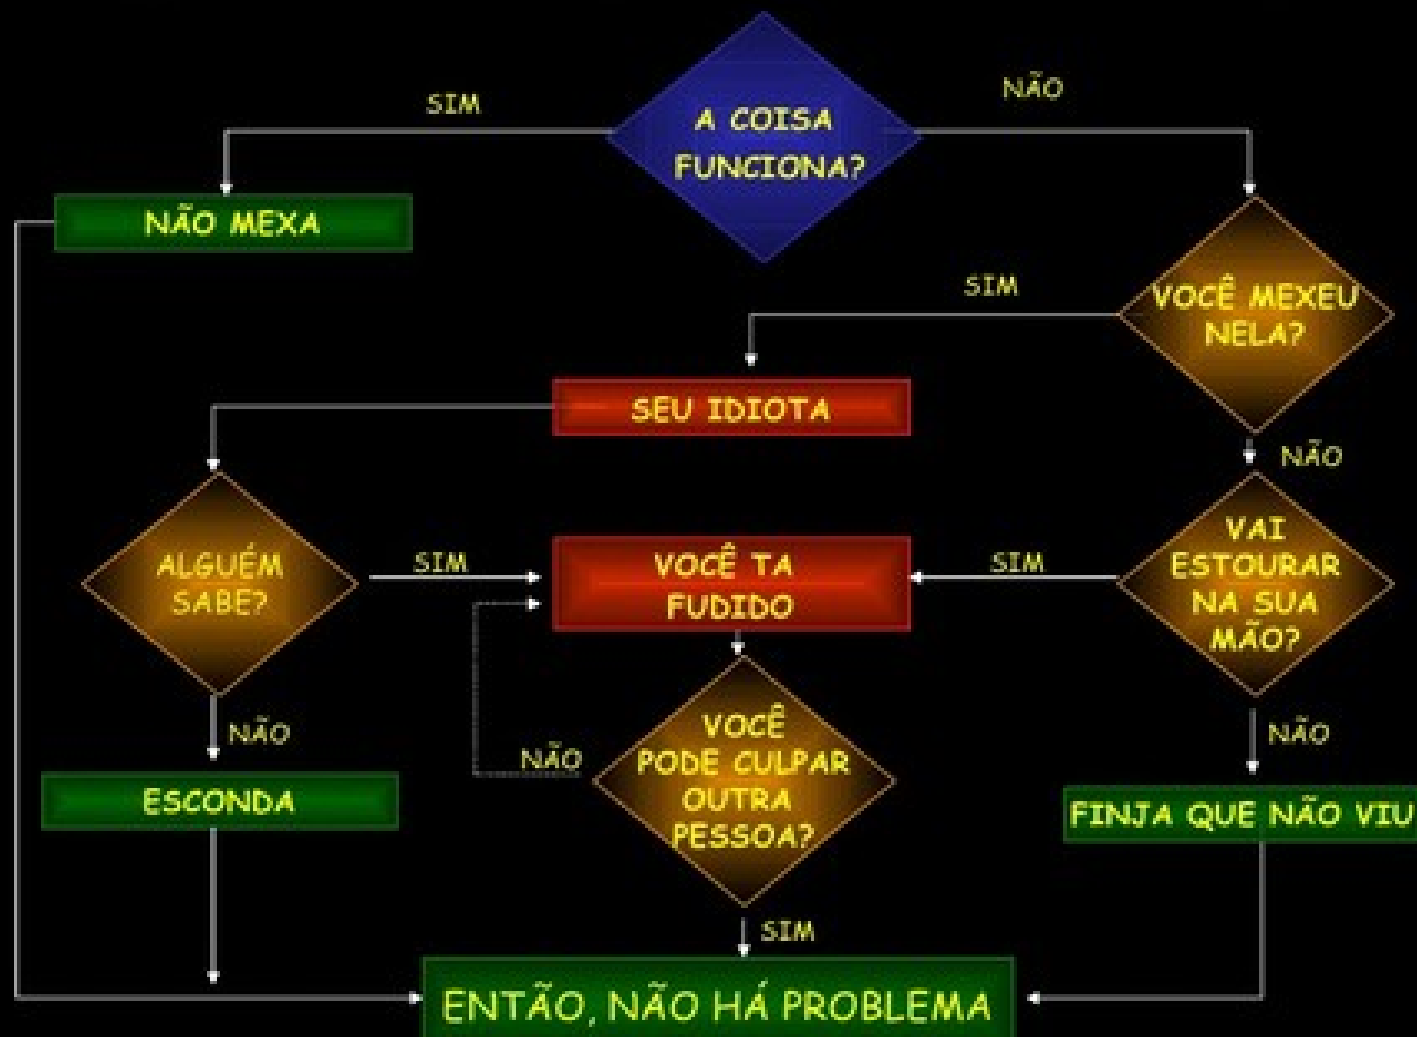 A COISA
FUNCIONA?
SIM
NÃO
NÃO MEXA
VOCÊ MEXEU
NELA?
SIM
SEU IDIOTA
NÃO
ALGUÉM
SABE?
SIM
VOCÊ TA
FUDIDO
SIM
VAI
ESTOURAR
NA SUA
MÃO?
NÃO
ESCONDA
NÃO
VOCÊ
PODE CULPAR
OUTRA
PESSOA?
NÃO
FINJA QUE NÃO VIU
SIM
ENTÃO, NÃO HÁ PROBLEMA